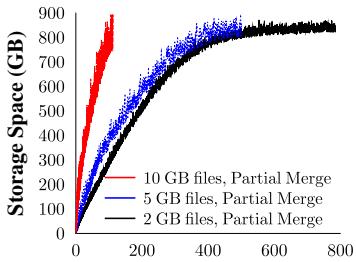 900
800
700
600
500
400
300
200
100
0
Storage Space (GB)
10 GB files, Partial Merge
5 GB files, Partial Merge
2 GB files, Partial Merge
0 200 400 600 800